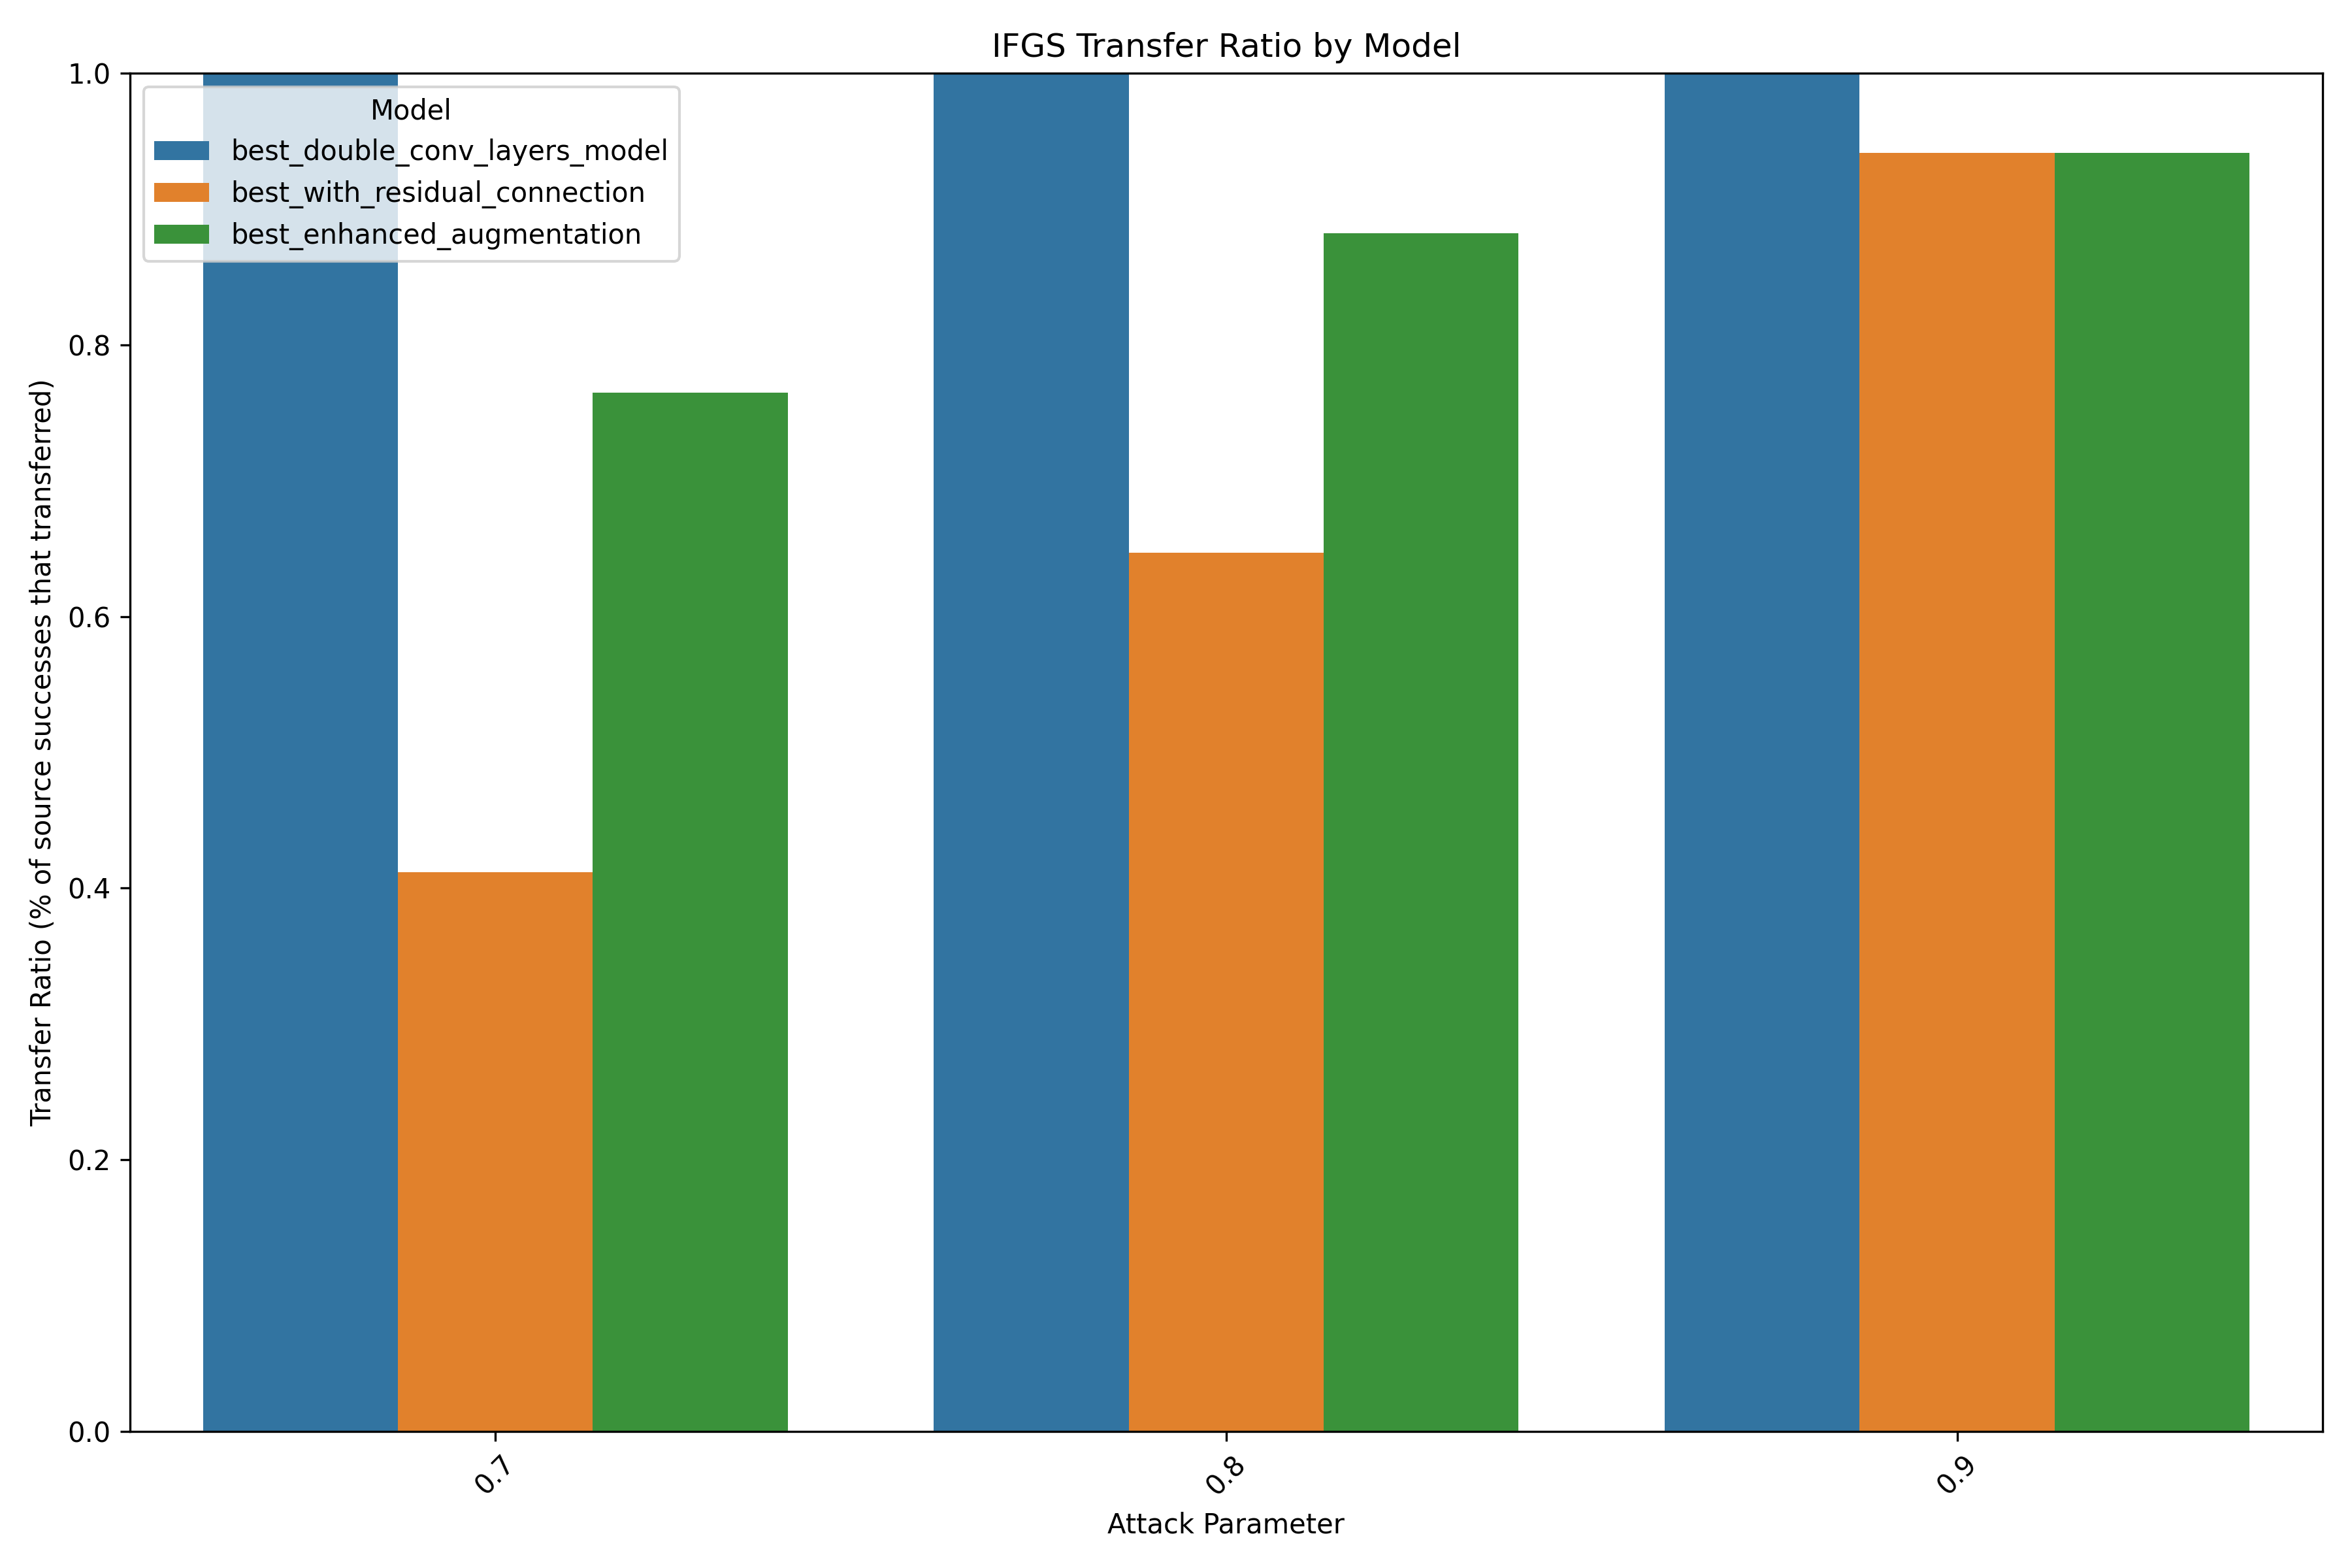 IFGS Transfer Ratio by Model
Transfer Ratio (% of source successes that transferred)
1.0
0.8
0.6
0.4
0.2
0.0
Model
best_double_conv_layers_model
best_with_residual_connection
best_enhanced_augmentation
0.7
0.8
0.9
Attack Parameter